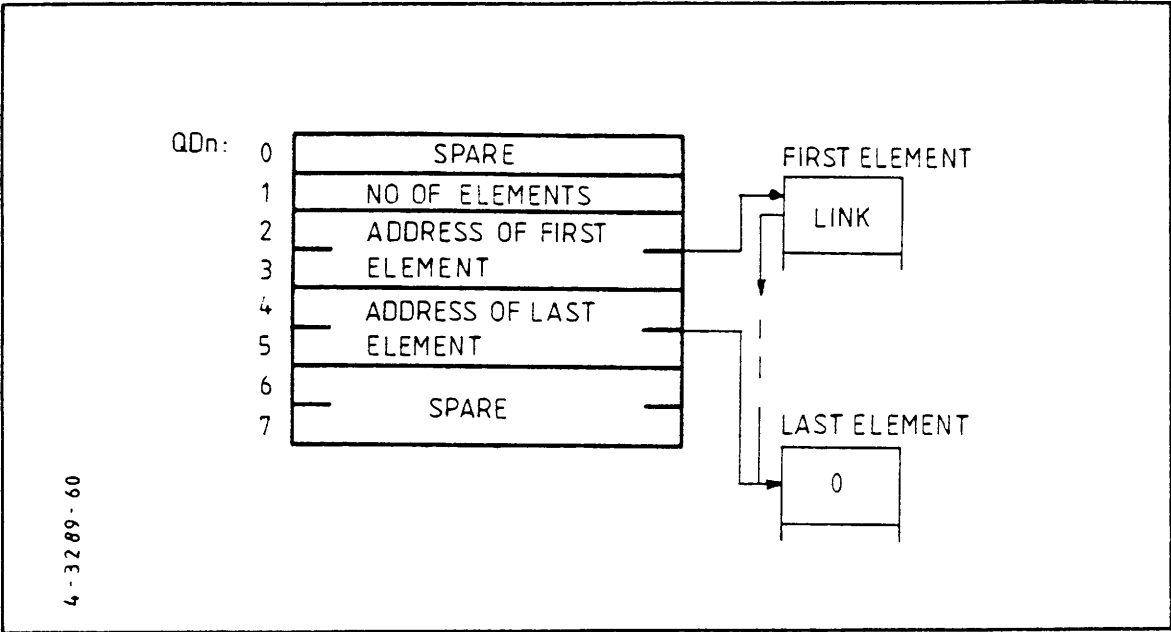 QDn:
0 SPARE
1 NO OF ELEMENTS
2 ADDRESS OF FIRST
3 ELEMENT
4 ADDRESS OF LAST
5 ELEMENT
6
SPARE
7
FIRST ELEMENT
LINK
LAST ELEMENT
0
4-3289-60